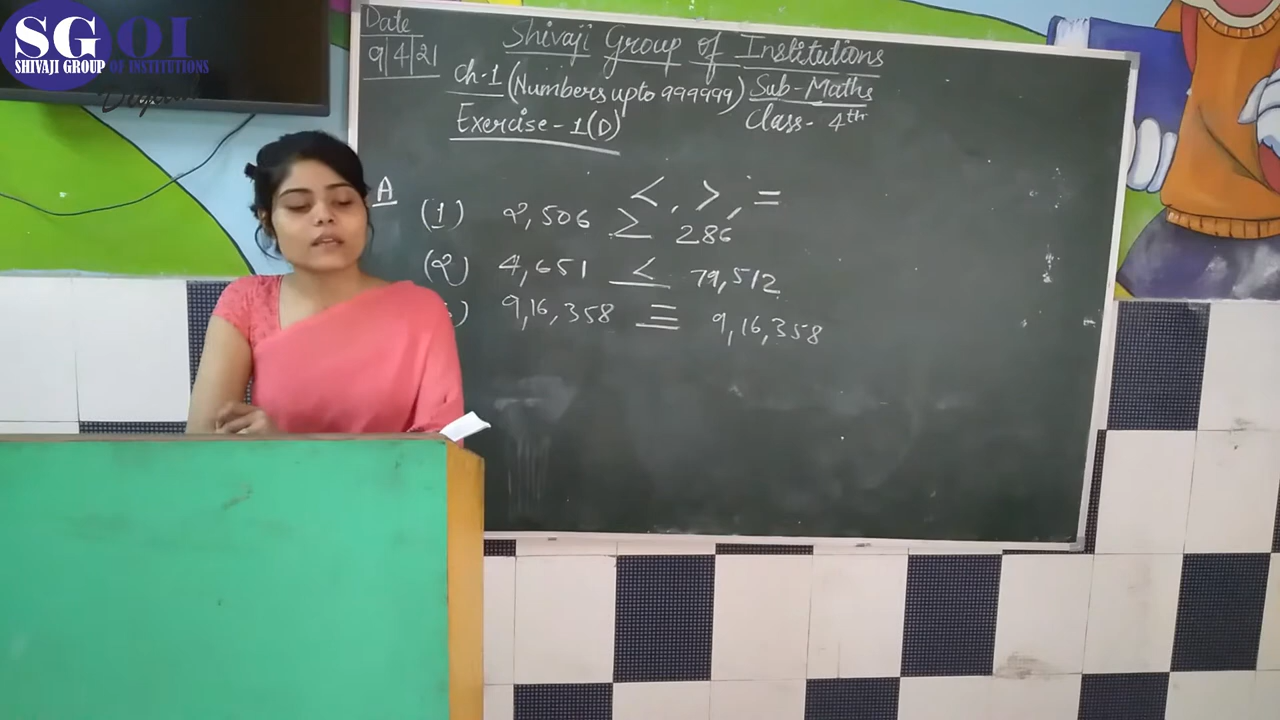 SGOI
SHIVAJI GROUP OF INSTITUTIONS
Date
9|4|21
Shivaji Group of Institutions
Ch-1 (Numbers upto 999999) Sub-Maths
Exercise - 1(D) Class- 4th
A <, >, =
(1) 2,506 > 286
(2) 4,651 < 79,512
9,16,358 = 9,16,358